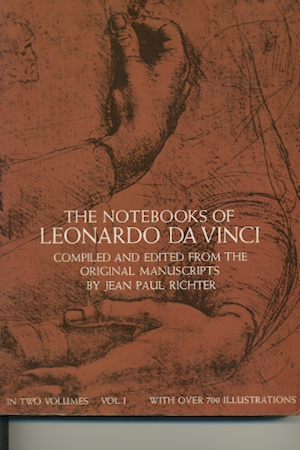 THE NOTEBOOKS OF
LEONARDO DA VINCI
COMPILED AND EDITED FROM THE
ORIGINAL MANUSCRIPTS
BY JEAN PAUL RICHTER
IN TWO VOLUMES VOL. I WITH OVER 700 ILLUSTRATIONS